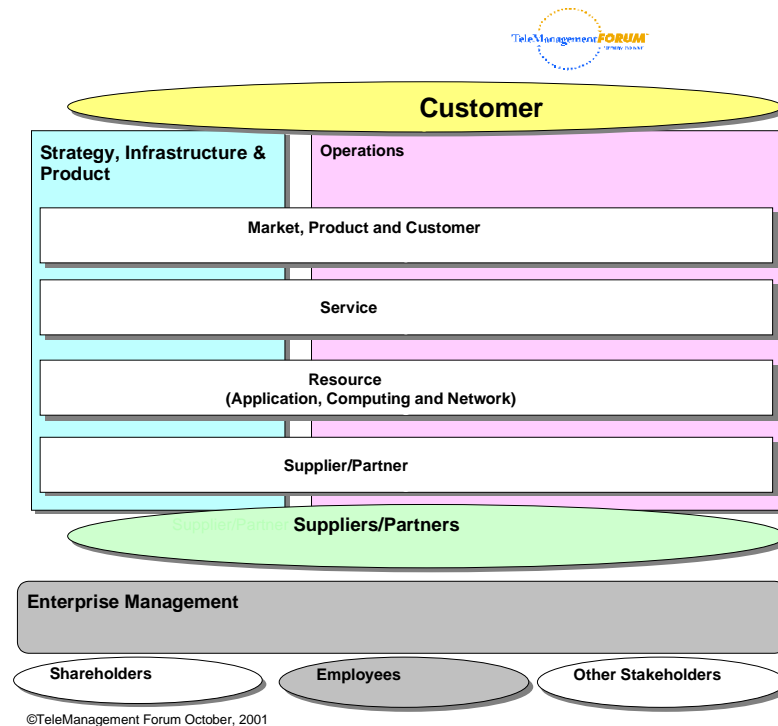 TeleManagement FORUM
Customer
Strategy, Infrastructure &
Product
Operations
Market, Product and Customer
Service
Resource
(Application, Computing and Network)
Supplier/Partner
Supplier/Partner
Suppliers/Partners
Enterprise Management
Shareholders
Employees
Other Stakeholders
©TeleManagement Forum October, 2001